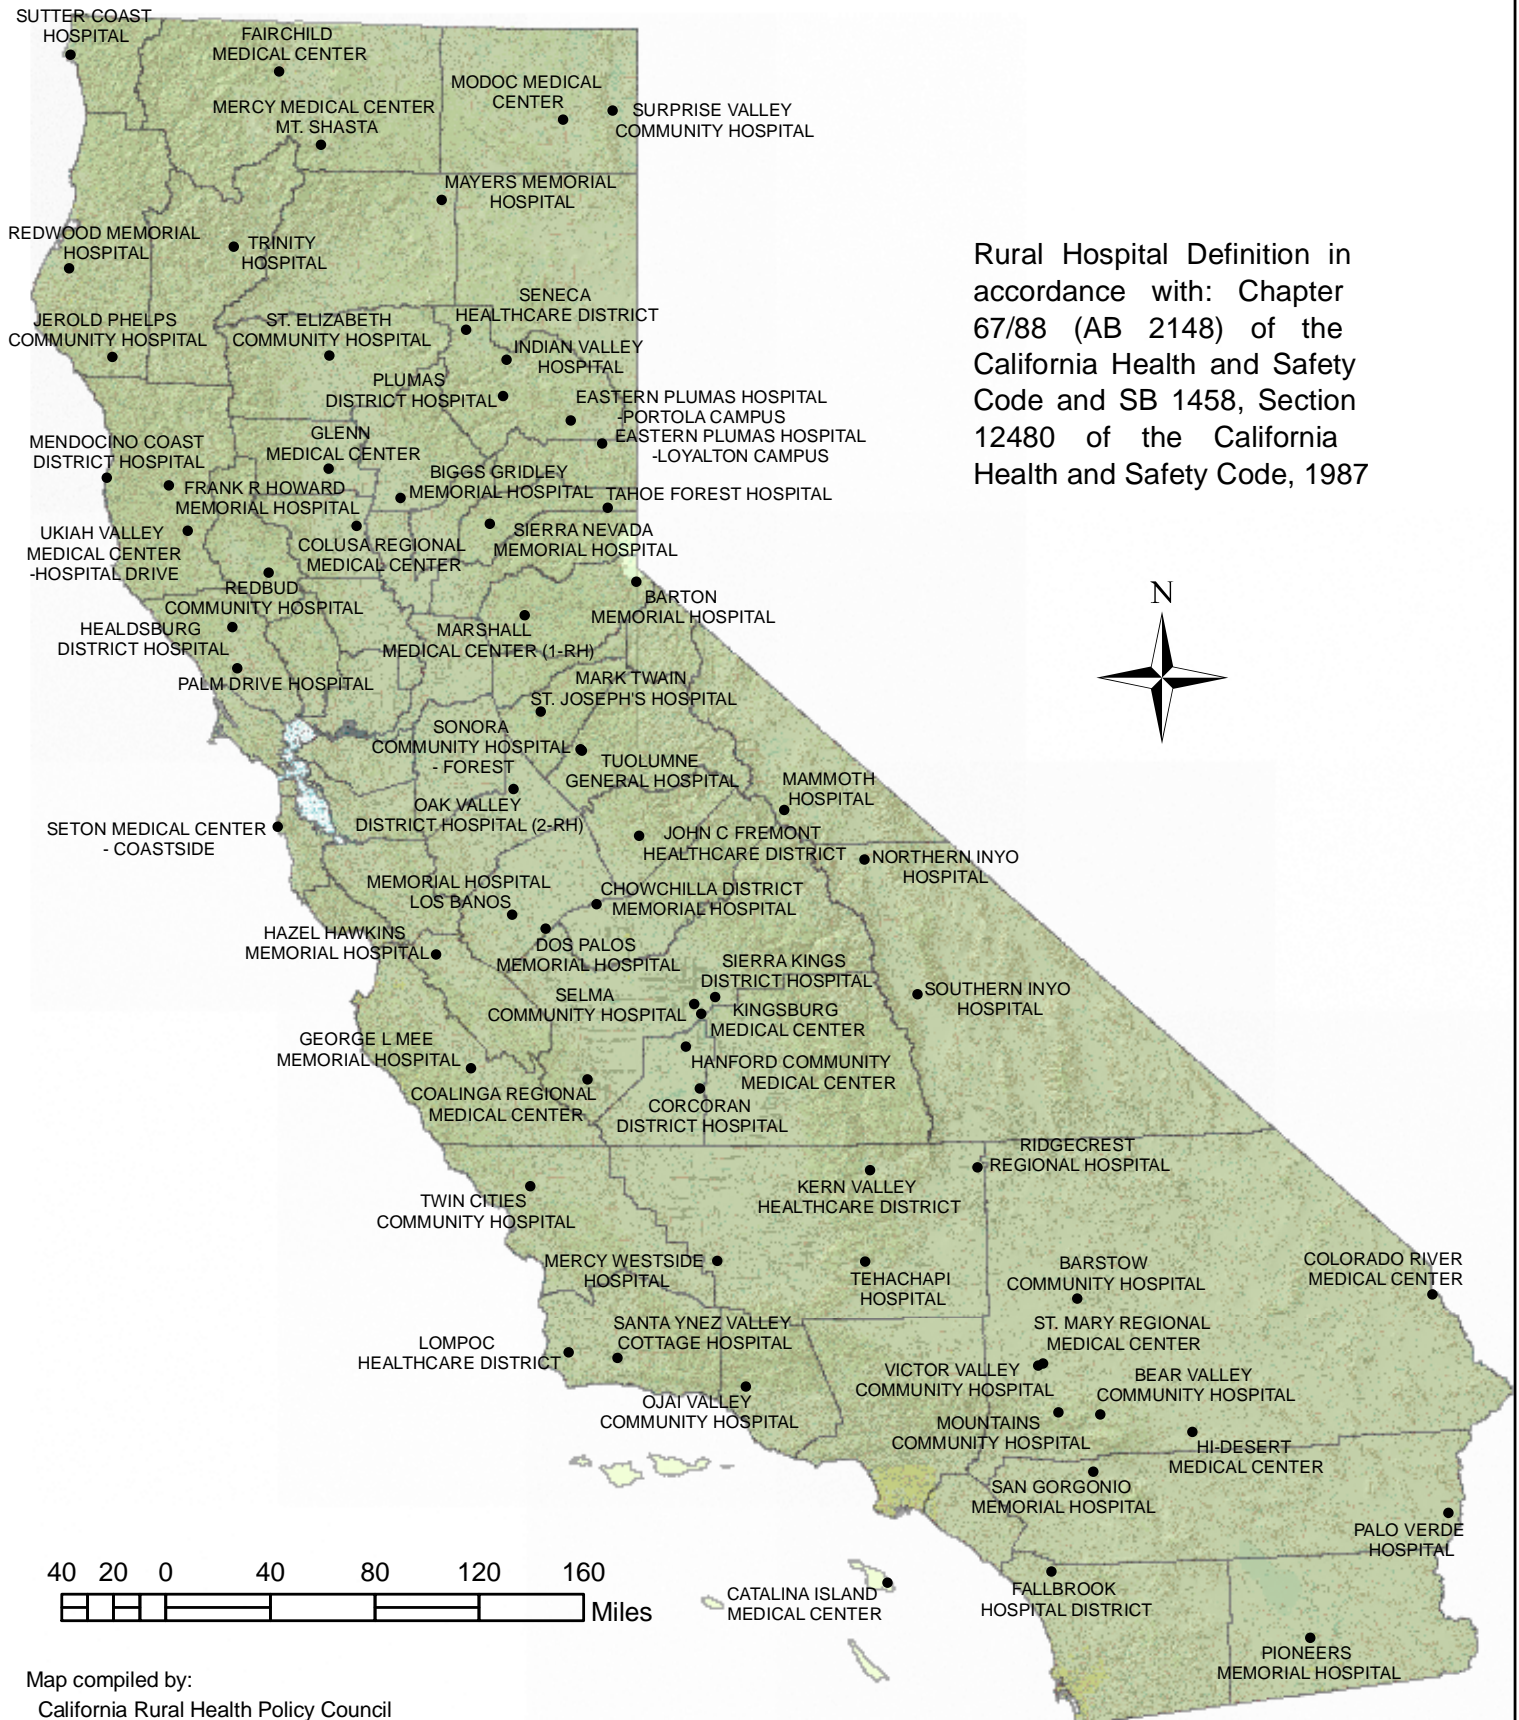 SUTTER COAST
HOSPITAL
FAIRCHILD
MEDICAL CENTER
MODOC MEDICAL
CENTER
SURPRISE VALLEY
COMMUNITY HOSPITAL
MERCY MEDICAL CENTER
MT. SHASTA
MAYERS MEMORIAL
HOSPITAL
REDWOOD MEMORIAL
HOSPITAL
TRINITY
HOSPITAL
Rural Hospital Definition in
accordance with: Chapter
67/88 (AB 2148) of the
California Health and Safety
Code and SB 1458, Section
12480 of the California
Health and Safety Code, 1987
SENECA
HEALTHCARE DISTRICT
JEROLD PHELPS
COMMUNITY HOSPITAL
ST. ELIZABETH
COMMUNITY HOSPITAL
INDIAN VALLEY
HOSPITAL
PLUMAS
DISTRICT HOSPITAL
EASTERN PLUMAS HOSPITAL
-PORTOLA CAMPUS
EASTERN PLUMAS HOSPITAL
-LOYALTON CAMPUS
MENDOCINO COAST
DISTRICT HOSPITAL
GLENN
MEDICAL CENTER
BIGGS GRIDLEY
MEMORIAL HOSPITAL
FRANK R HOWARD
MEMORIAL HOSPITAL
TAHOE FOREST HOSPITAL
UKIAH VALLEY
MEDICAL CENTER
-HOSPITAL DRIVE
COLUSA REGIONAL
MEDICAL CENTER
SIERRA NEVADA
MEMORIAL HOSPITAL
REDBUD
COMMUNITY HOSPITAL
BARTON
MEMORIAL HOSPITAL
N
HEALDSBURG
DISTRICT HOSPITAL
MARSHALL
MEDICAL CENTER (1-RH)
PALM DRIVE HOSPITAL
MARK TWAIN
ST. JOSEPH'S HOSPITAL
SONORA
COMMUNITY HOSPITAL
- FOREST
TUOLUMNE
GENERAL HOSPITAL
MAMMOTH
HOSPITAL
OAK VALLEY
DISTRICT HOSPITAL (2-RH)
SETON MEDICAL CENTER
- COASTSIDE
JOHN C FREMONT
HEALTHCARE DISTRICT
NORTHERN INYO
HOSPITAL
MEMORIAL HOSPITAL
LOS BANOS
CHOWCHILLA DISTRICT
MEMORIAL HOSPITAL
HAZEL HAWKINS
MEMORIAL HOSPITAL
DOS PALOS
MEMORIAL HOSPITAL
SIERRA KINGS
DISTRICT HOSPITAL
SELMA
COMMUNITY HOSPITAL
KINGSBURG
MEDICAL CENTER
SOUTHERN INYO
HOSPITAL
GEORGE L MEE
MEMORIAL HOSPITAL
HANFORD COMMUNITY
MEDICAL CENTER
COALINGA REGIONAL
MEDICAL CENTER
CORCORAN
DISTRICT HOSPITAL
RIDGECREST
REGIONAL HOSPITAL
KERN VALLEY
HEALTHCARE DISTRICT
TWIN CITIES
COMMUNITY HOSPITAL
MERCY WESTSIDE
HOSPITAL
TEHACHAPI
HOSPITAL
BARSTOW
COMMUNITY HOSPITAL
COLORADO RIVER
MEDICAL CENTER
SANTA YNEZ VALLEY
COTTAGE HOSPITAL
ST. MARY REGIONAL
MEDICAL CENTER
LOMPOC
HEALTHCARE DISTRICT
VICTOR VALLEY
COMMUNITY HOSPITAL
BEAR VALLEY
COMMUNITY HOSPITAL
OJAI VALLEY
COMMUNITY HOSPITAL
MOUNTAINS
COMMUNITY HOSPITAL
HI-DESERT
MEDICAL CENTER
SAN GORGONIO
MEMORIAL HOSPITAL
PALO VERDE
HOSPITAL
40 20 0 40 80 120 160
Miles
CATALINA ISLAND
MEDICAL CENTER
FALLBROOK
HOSPITAL DISTRICT
PIONEERS
MEMORIAL HOSPITAL
Map compiled by:
California Rural Health Policy Council